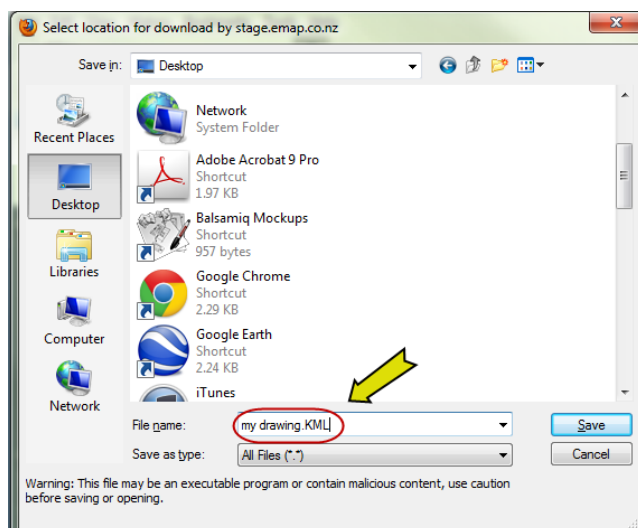 Select location for download by stage.emap.co.nz
Save in:
Desktop
Recent Places
Desktop
Libraries
Computer
Network
Network
System Folder
Adobe Acrobat 9 Pro
Shortcut
1.97 KB
Balsamiq Mockups
Shortcut
957 bytes
Google Chrome
Shortcut
2.29 KB
Google Earth
Shortcut
2.24 KB
iTunes
File name:
my drawing.KML
Save
Save as type:
All Files (*.*)
Cancel
Warning: This file may be an executable program or contain malicious content, use caution
before saving or opening.